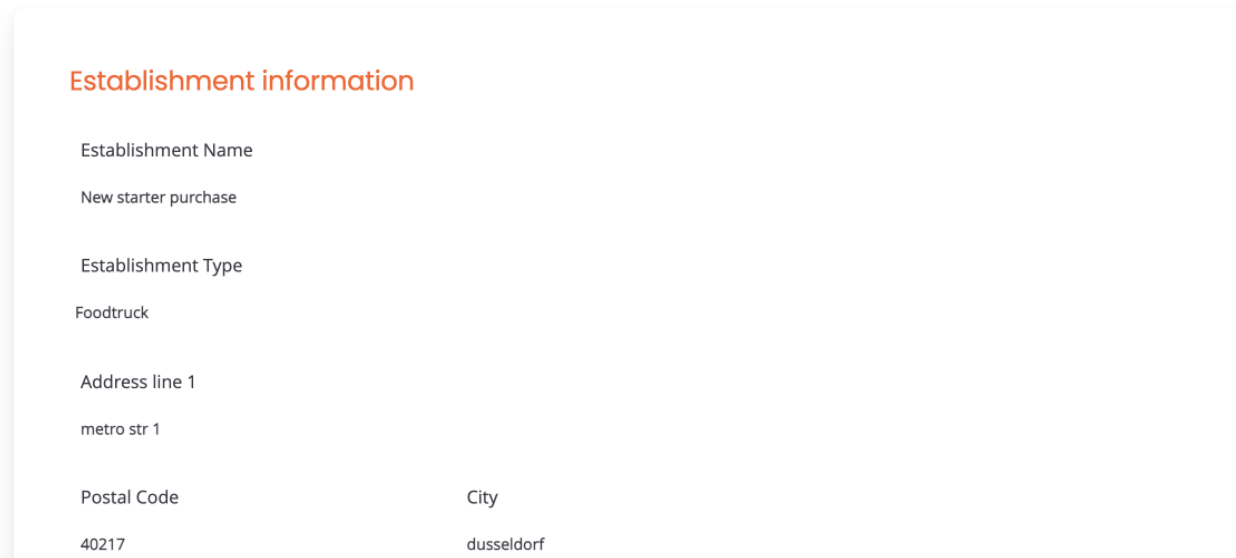 Establishment information
Establishment Name
New starter purchase
Establishment Type
Foodtruck
Address line 1
metro str 1
Postal Code City
40217 dusseldorf